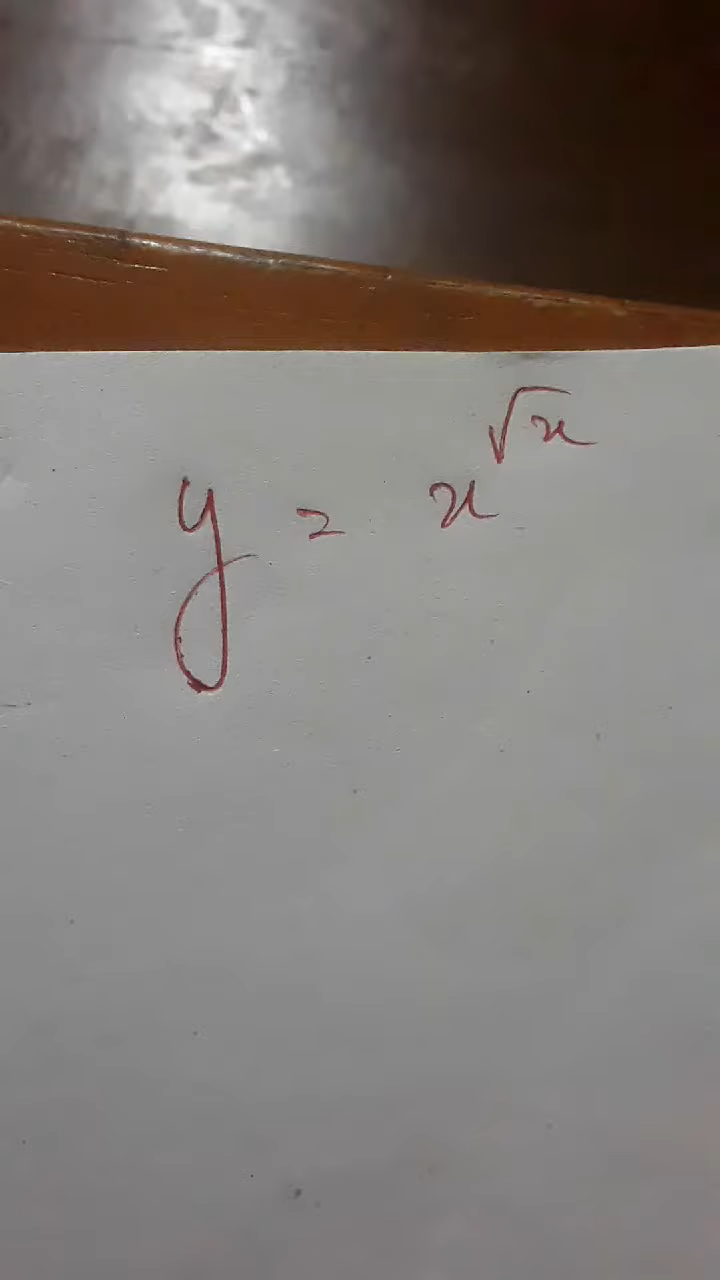 y = x^√x